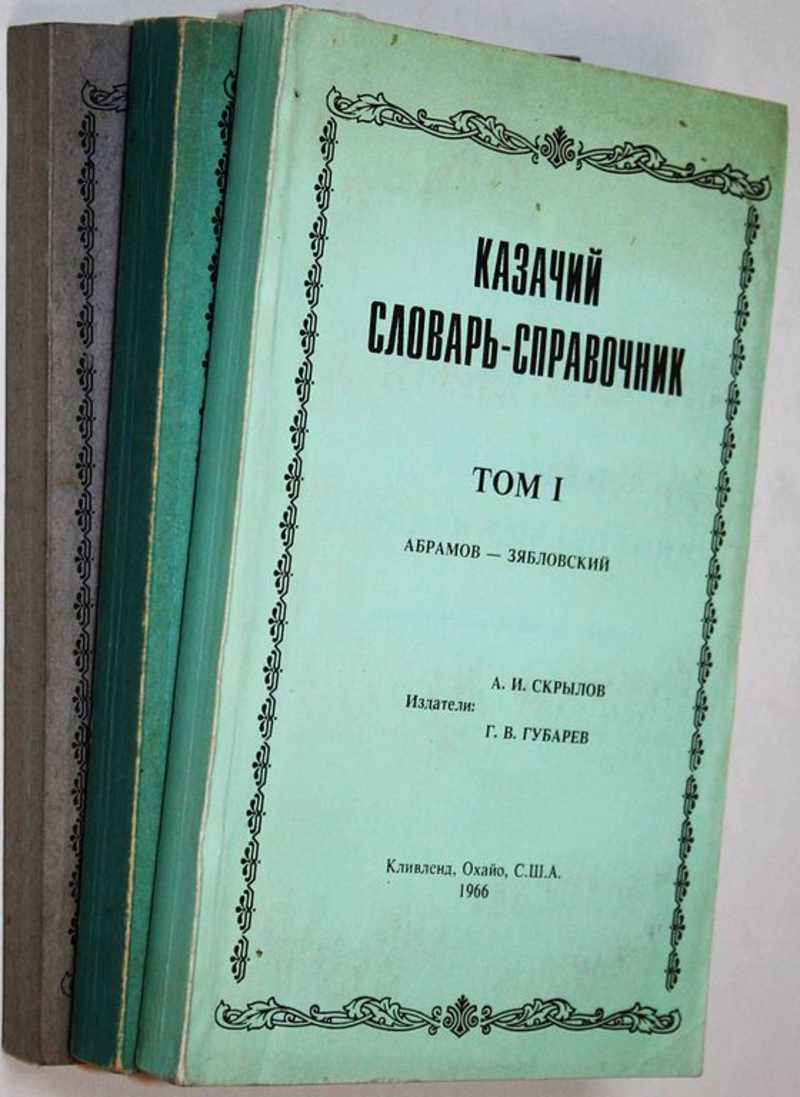 КАЗАЧИЙ
СЛОВАРЬ-СПРАВОЧНИК
ТОМ I
АБРАМОВ — ЗЯБЛОВСКИЙ
А. И. СКРЫЛОВ
Издатели:
Г. В. ГУБАРЕВ
Кливленд, Охайо, С.Ш.А.
1966